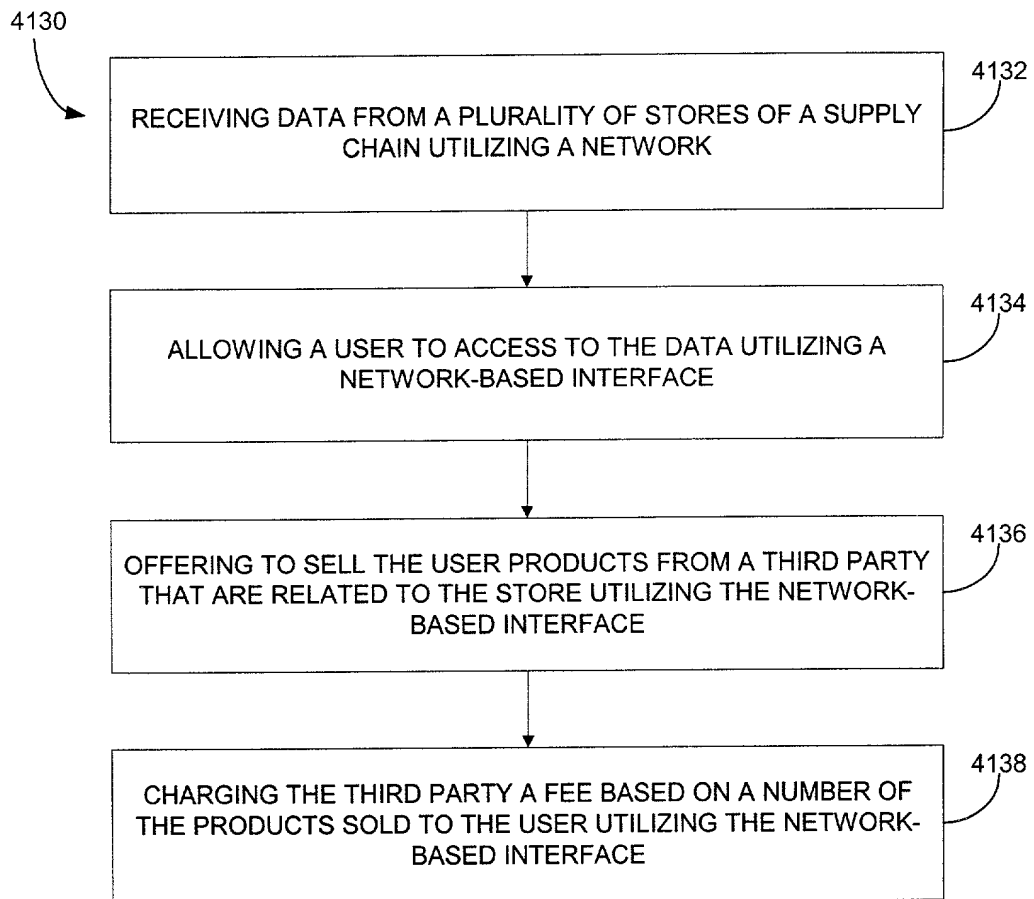 4130
4132
RECEIVING DATA FROM A PLURALITY OF STORES OF A SUPPLY
CHAIN UTILIZING A NETWORK
4134
ALLOWING A USER TO ACCESS TO THE DATA UTILIZING A
NETWORK-BASED INTERFACE
4136
OFFERING TO SELL THE USER PRODUCTS FROM A THIRD PARTY
THAT ARE RELATED TO THE STORE UTILIZING THE NETWORK-
BASED INTERFACE
4138
CHARGING THE THIRD PARTY A FEE BASED ON A NUMBER OF
THE PRODUCTS SOLD TO THE USER UTILIZING THE NETWORK-
BASED INTERFACE